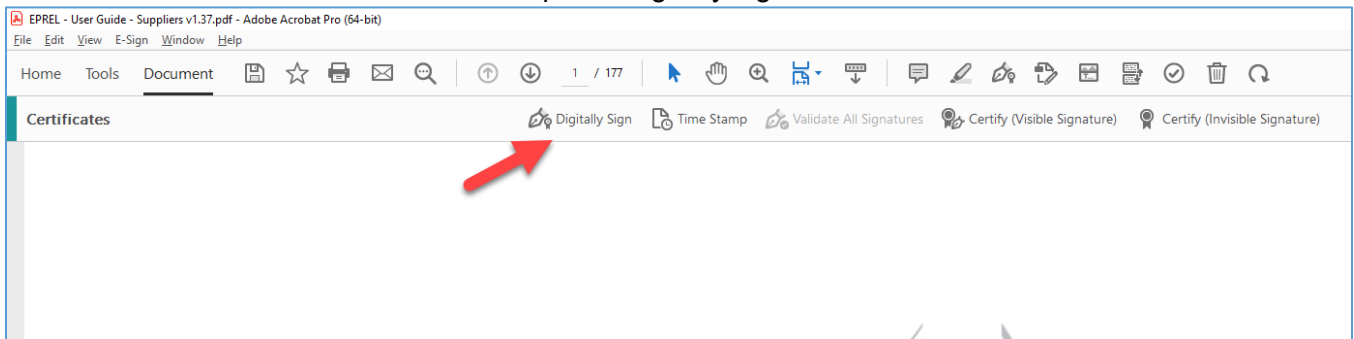 EPREL - User Guide - Suppliers v1.37.pdf - Adobe Acrobat Pro (64-bit)
File Edit View E-Sign Window Help
Home Tools Document 1 / 177
Certificates Digitally Sign Time Stamp Validate All Signatures Certify (Visible Signature) Certify (Invisible Signature)